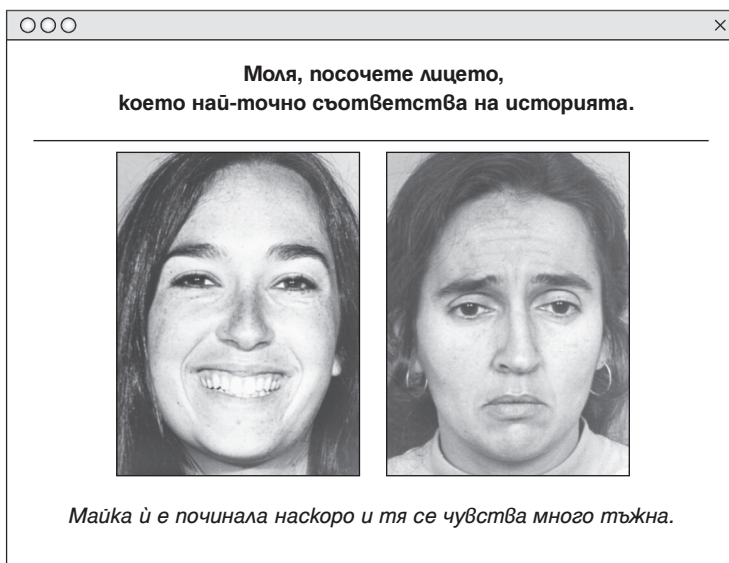 Моля, посочете лицето,
което най-точно съответства на историята.
Майка ѝ е починала наскоро и тя се чувства много тъжна.